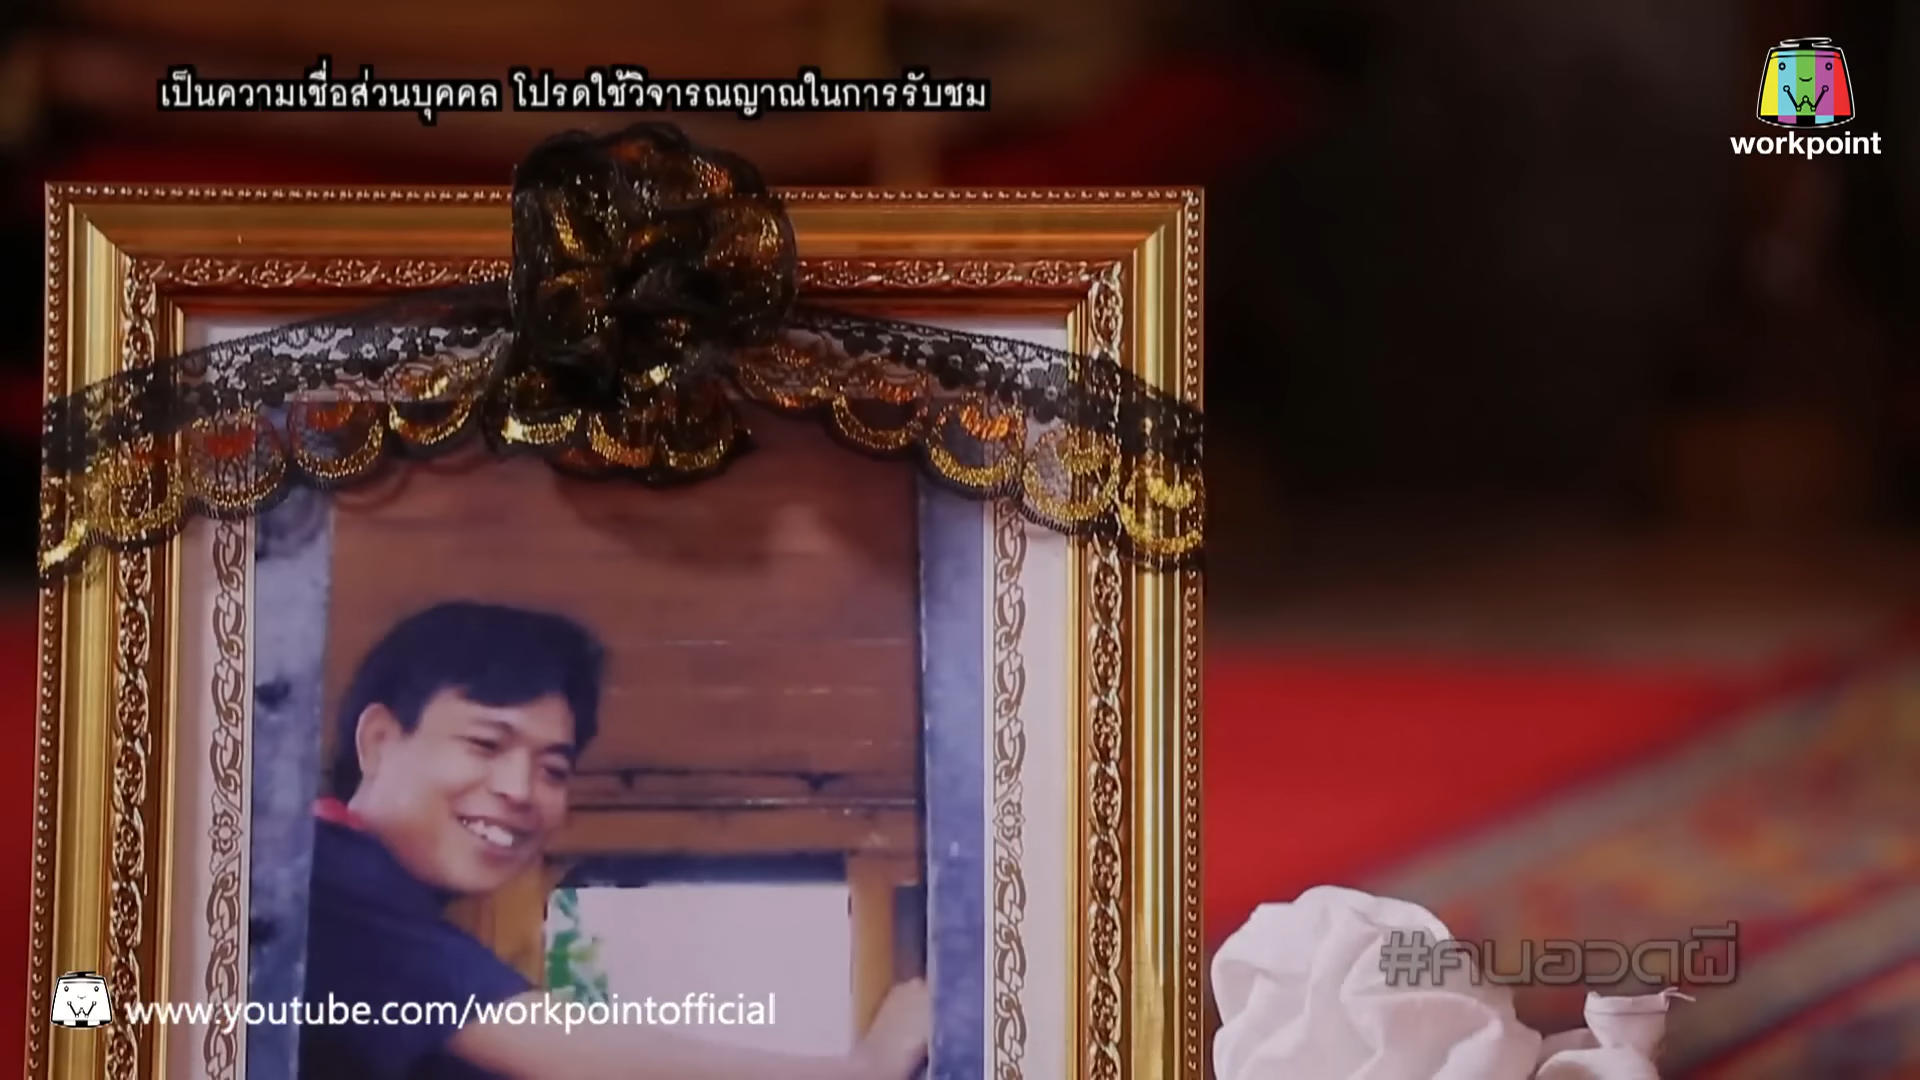 เป็นความเชื่อส่วนบุคคล โปรดใช้วิจารณญาณในการรับชม
workpoint
#คนอวดผี
www.youtube.com/workpointofficial